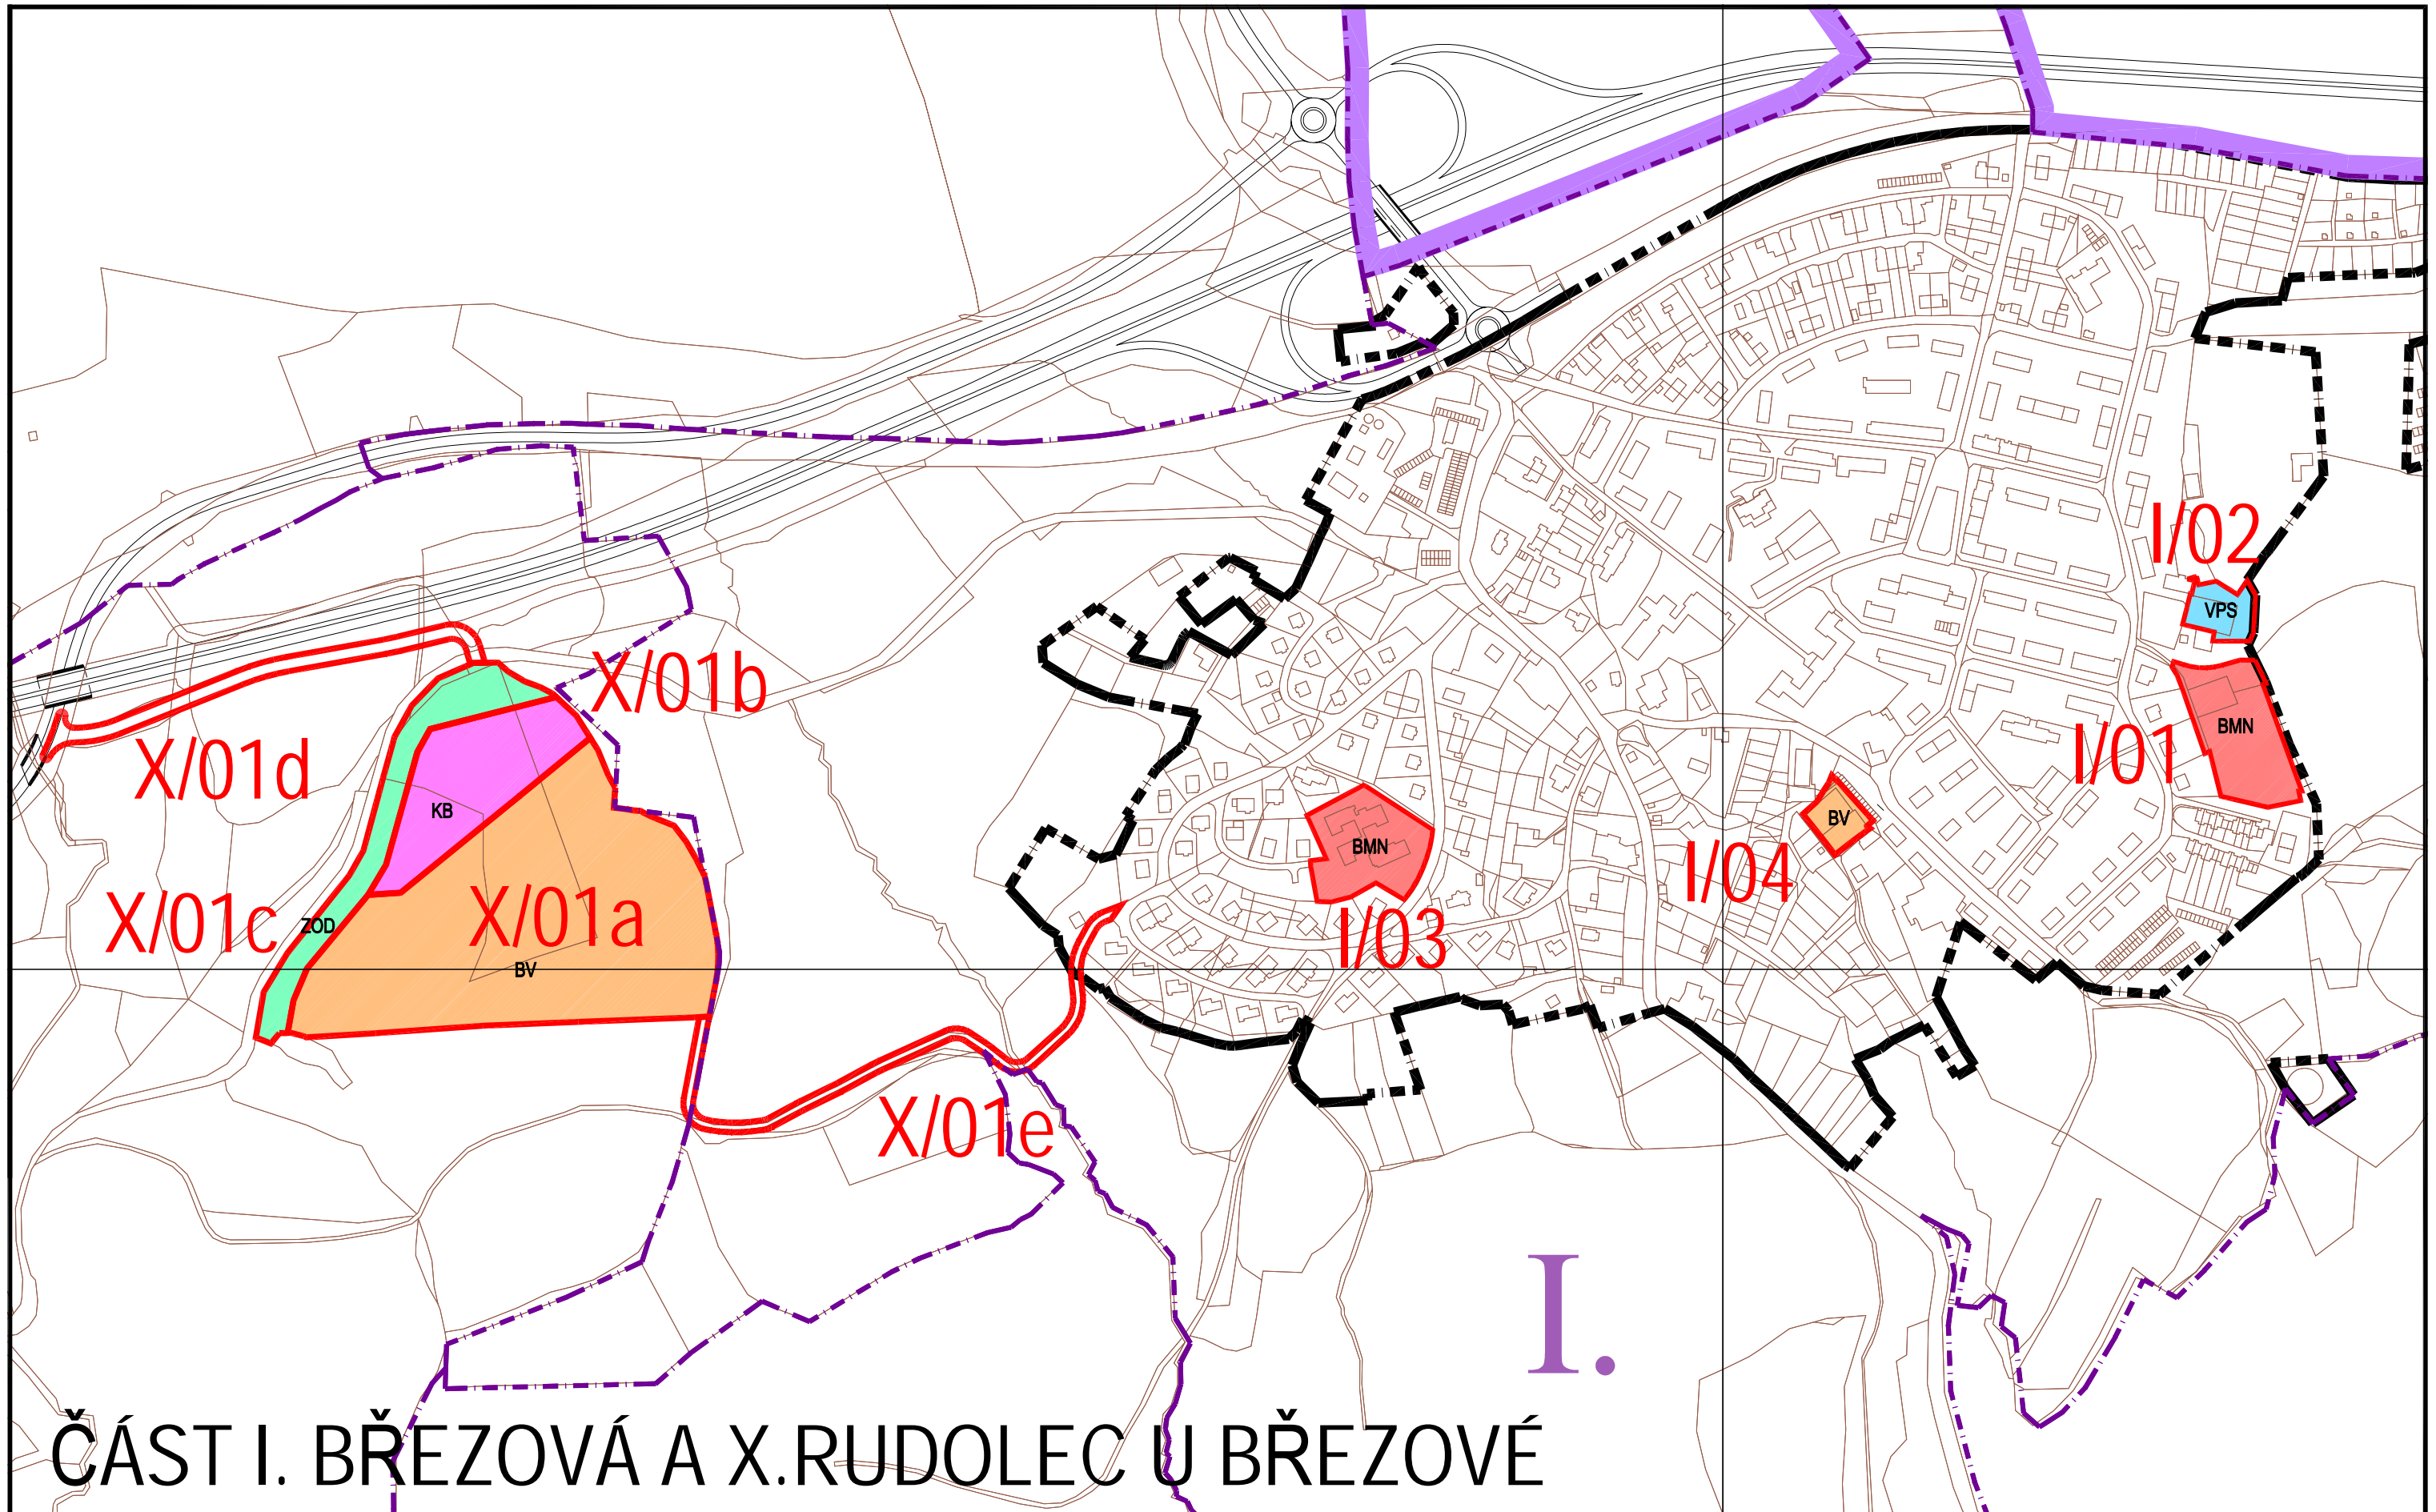 I/02
VPS
X/01b
BMN
I/01
X/01d
KB
BV
BMN
I/04
X/01c
ZOD
X/01a
I/03
BV
X/01e
I.
ČÁST I. BŘEZOVÁ A X.RUDOLEC U BŘEZOVÉ